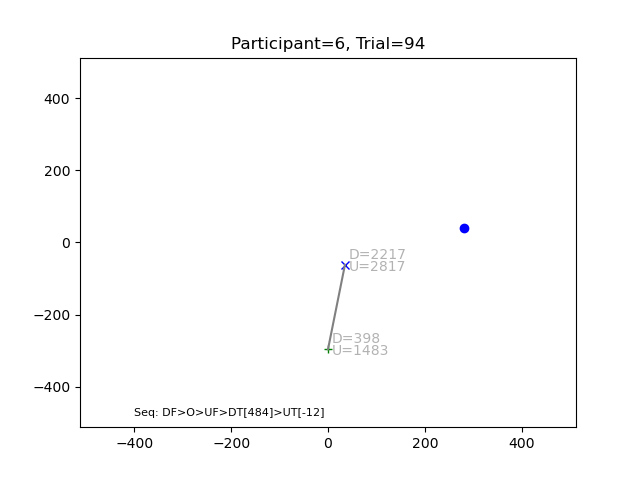 Participant=6, Trial=94
400
200
0
−200
−400
D=2217
U=2817
D=398
U=1483
Seq: DF>O>UF>DT[484]>UT[-12]
−400
−200
0
200
400